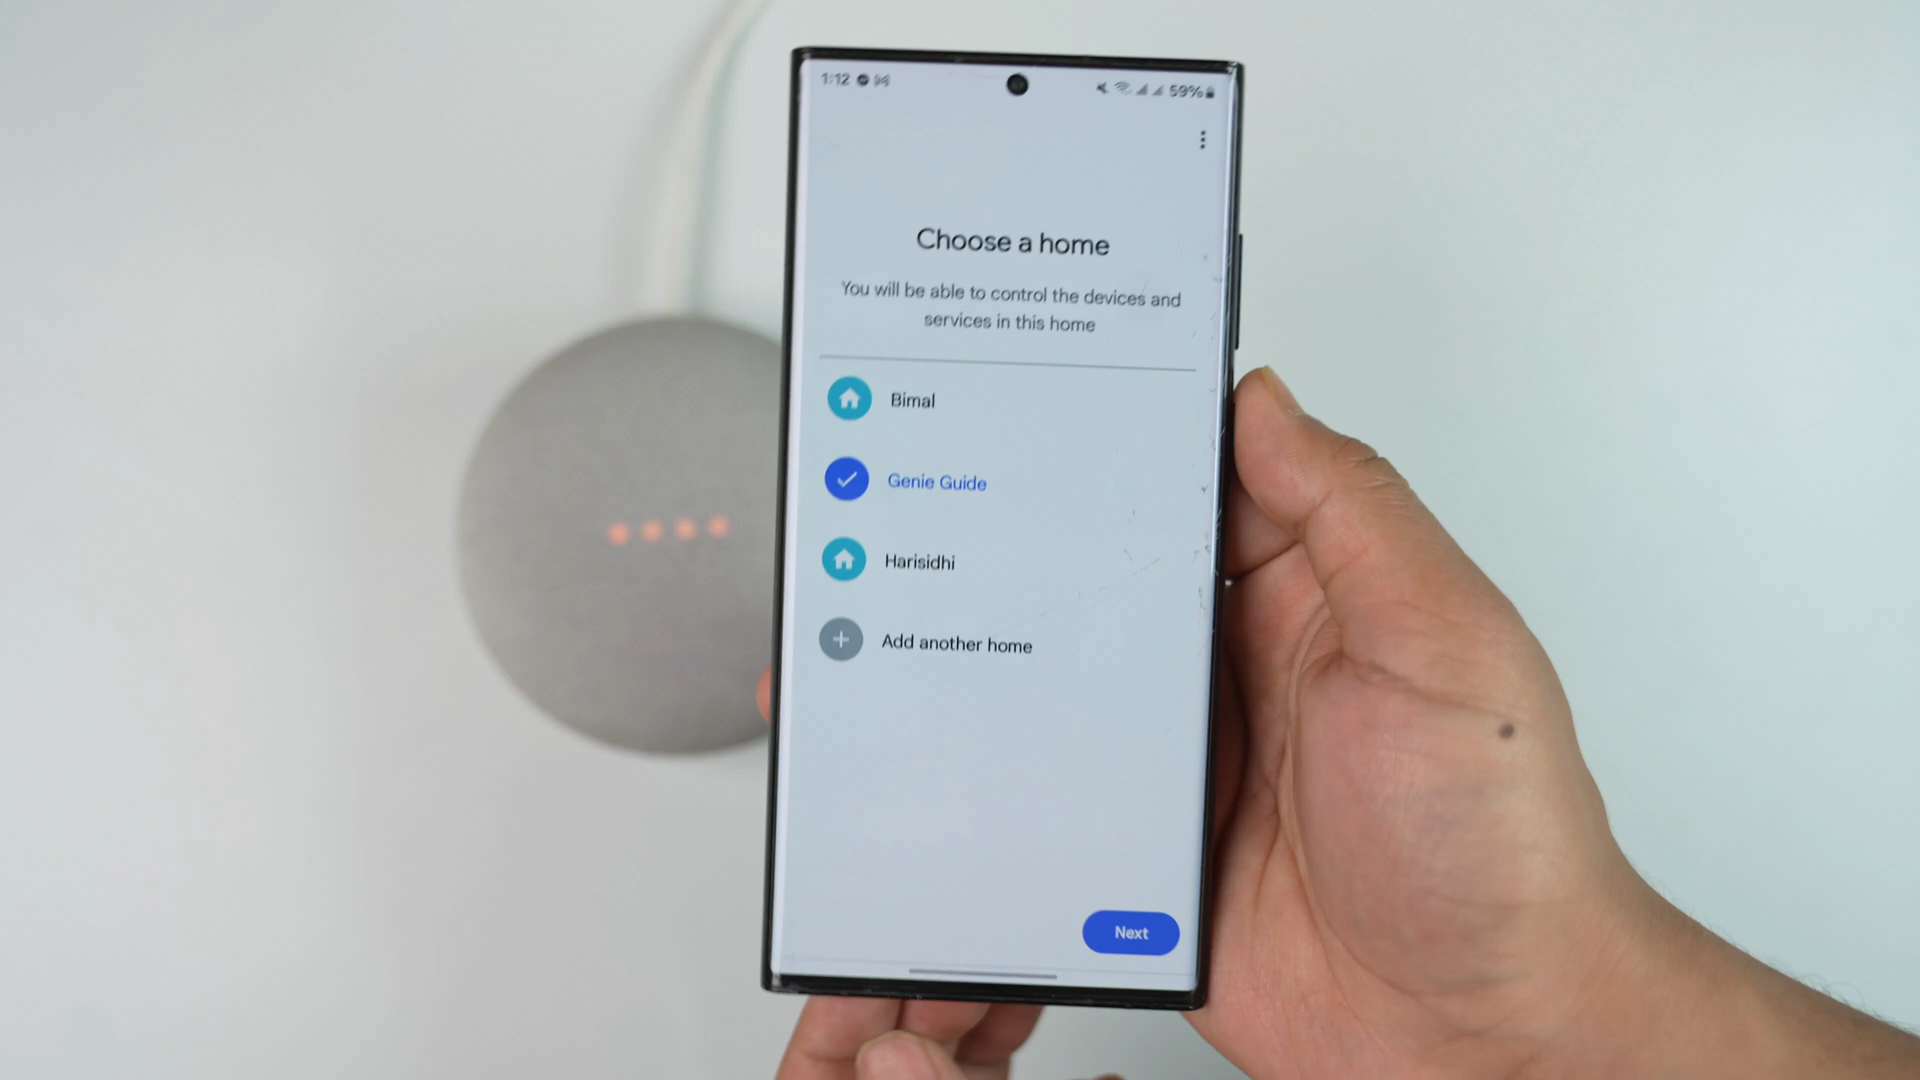 1:12
59%
Choose a home
You will be able to control the devices and
services in this home
Bimal
Genie Guide
Harisidhi
Add another home
Next